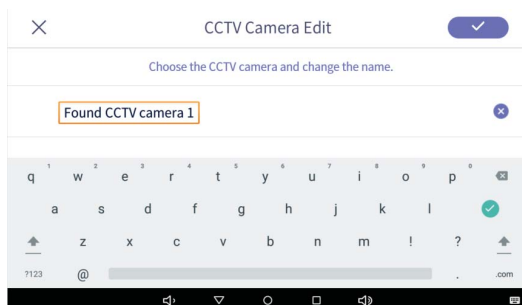 CCTV Camera Edit
Choose the CCTV camera and change the name.
Found CCTV camera 1
q 1 w 2 e 3 r 4 t 5 y 6 u 7 i 8 o 9 p 0
a s d f g h j k l
z x c v b n m ! ?
?123 @ . .com